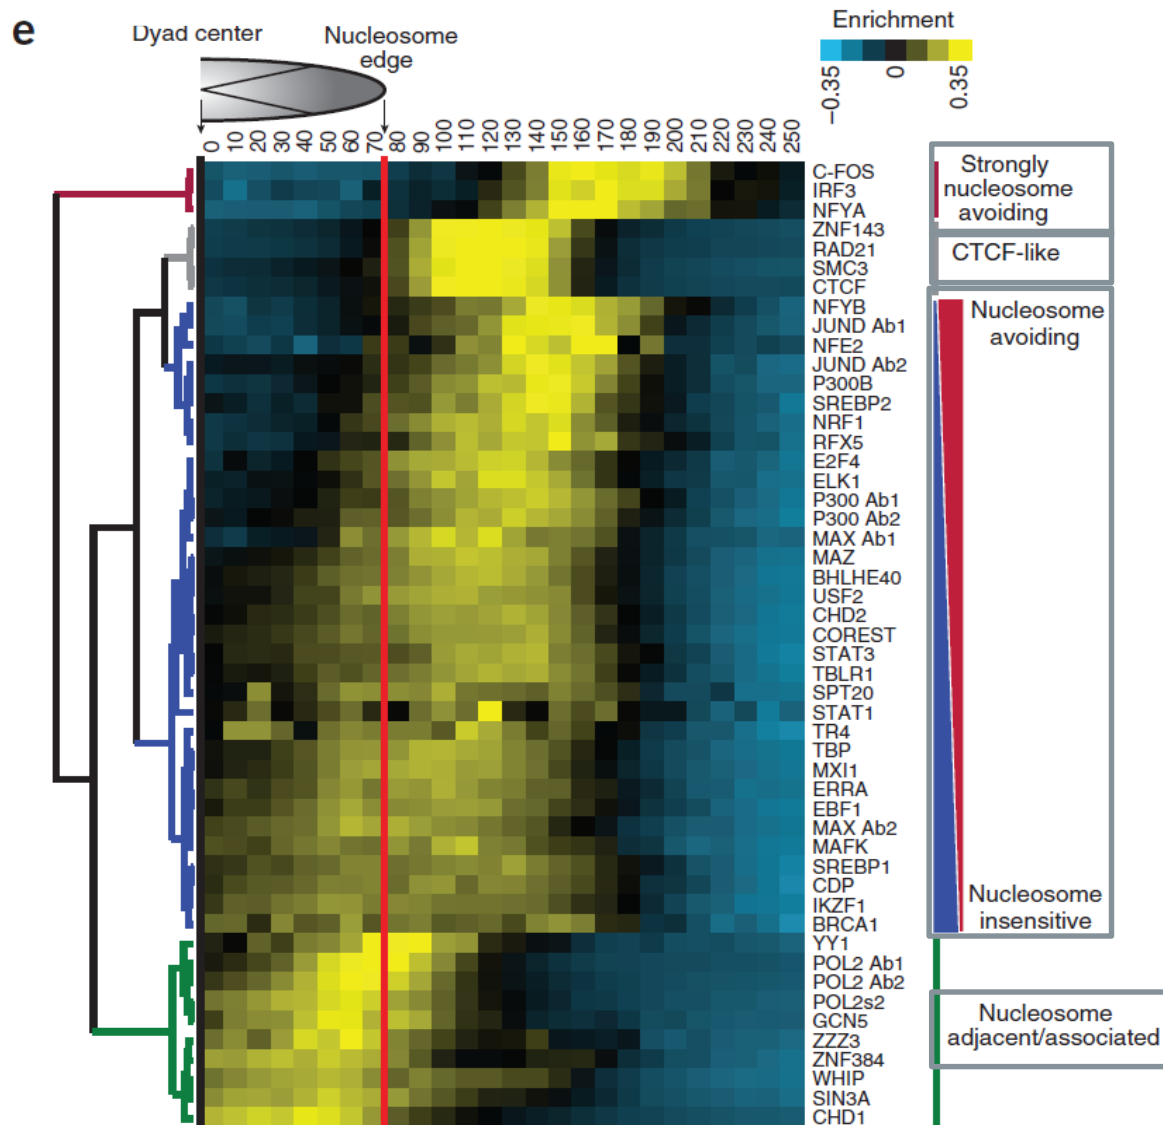 e
Dyad center
Nucleosome
edge
Enrichment
-0.35
0
0.35
0
10
20
30
40
50
60
70
80
90
100
110
120
130
140
150
160
170
180
190
200
210
220
230
240
250
C-FOS
IRF3
NFYA
ZNF143
RAD21
SMC3
CTCF
NFYB
JUND Ab1
NFE2
JUND Ab2
P300B
SREBP2
NRF1
RFX5
E2F4
ELK1
P300 Ab1
P300 Ab2
MAX Ab1
MAZ
BHLHE40
USF2
CHD2
COREST
STAT3
TBLR1
SPT20
STAT1
TR4
TBP
MXI1
ERRA
EBF1
MAX Ab2
MAFK
SREBP1
CDP
IKZF1
BRCA1
YY1
POL2 Ab1
POL2 Ab2
POL2s2
GCN5
ZZZ3
ZNF384
WHIP
SIN3A
CHD1
Strongly
nucleosome
avoiding
CTCF-like
Nucleosome
avoiding
Nucleosome
insensitive
Nucleosome
adjacent/associated